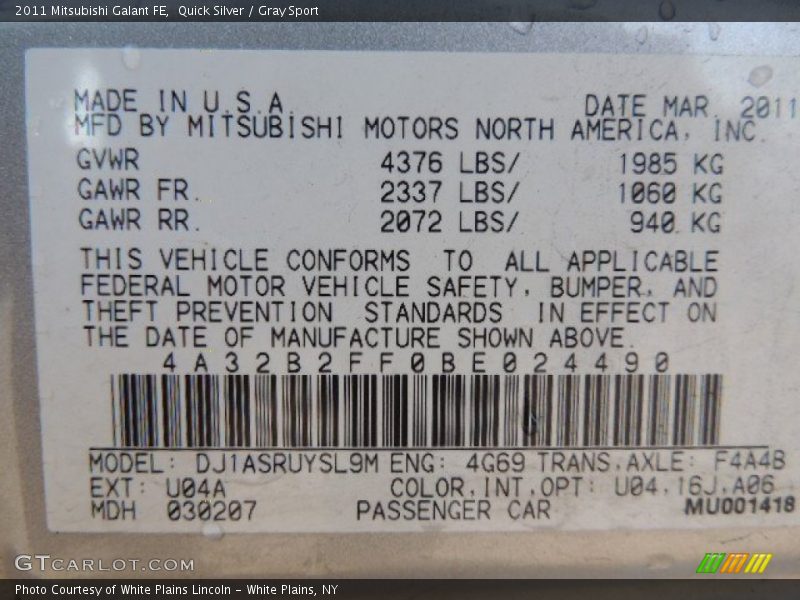 2011 Mitsubishi Galant FE,  Quick Silver / Gray Sport
MADE IN U.S.A. DATE MAR. 2011
MFD BY MITSUBISHI MOTORS NORTH AMERICA, INC.
GVWR 4376 LBS/ 1985 KG
GAWR FR. 2337 LBS/ 1060 KG
GAWR RR. 2072 LBS/ 940 KG
THIS VEHICLE CONFORMS TO ALL APPLICABLE
FEDERAL MOTOR VEHICLE SAFETY, BUMPER, AND
THEFT PREVENTION STANDARDS IN EFFECT ON
THE DATE OF MANUFACTURE SHOWN ABOVE.
4A32B2FF0BE024490
MODEL: DJ1ASRUYSL9M ENG: 4G69 TRANS.AXLE: F4A4B
EXT: U04A COLOR.INT.OPT: U04.16J.A06
MDH 030207 PASSENGER CAR MU001418
GTCARLOT.COM
Photo Courtesy of White Plains Lincoln - White Plains, NY